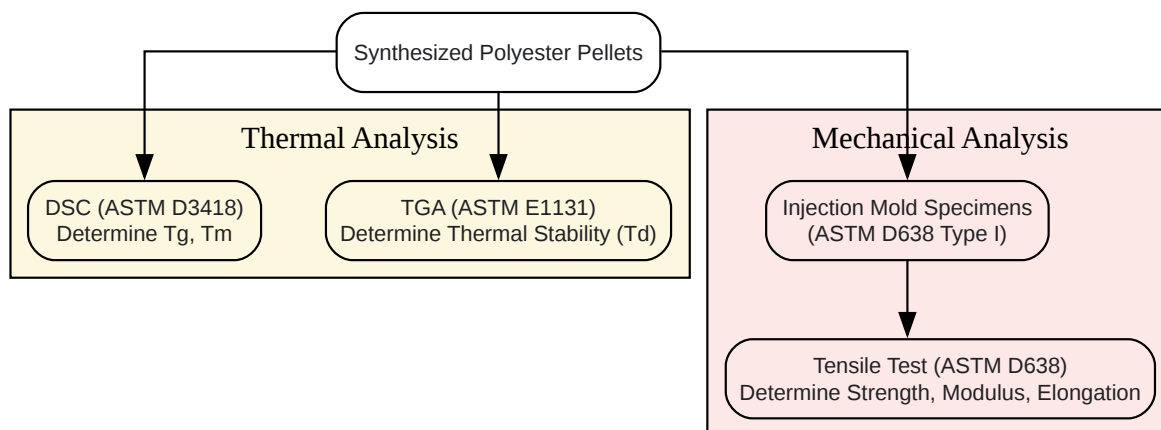 Synthesized Polyester Pellets
Thermal Analysis
Mechanical Analysis
DSC (ASTM D3418)
Determine Tg, Tm
TGA (ASTM E1131)
Determine Thermal Stability (Td)
Injection Mold Specimens
(ASTM D638 Type I)
Tensile Test (ASTM D638)
Determine Strength, Modulus, Elongation